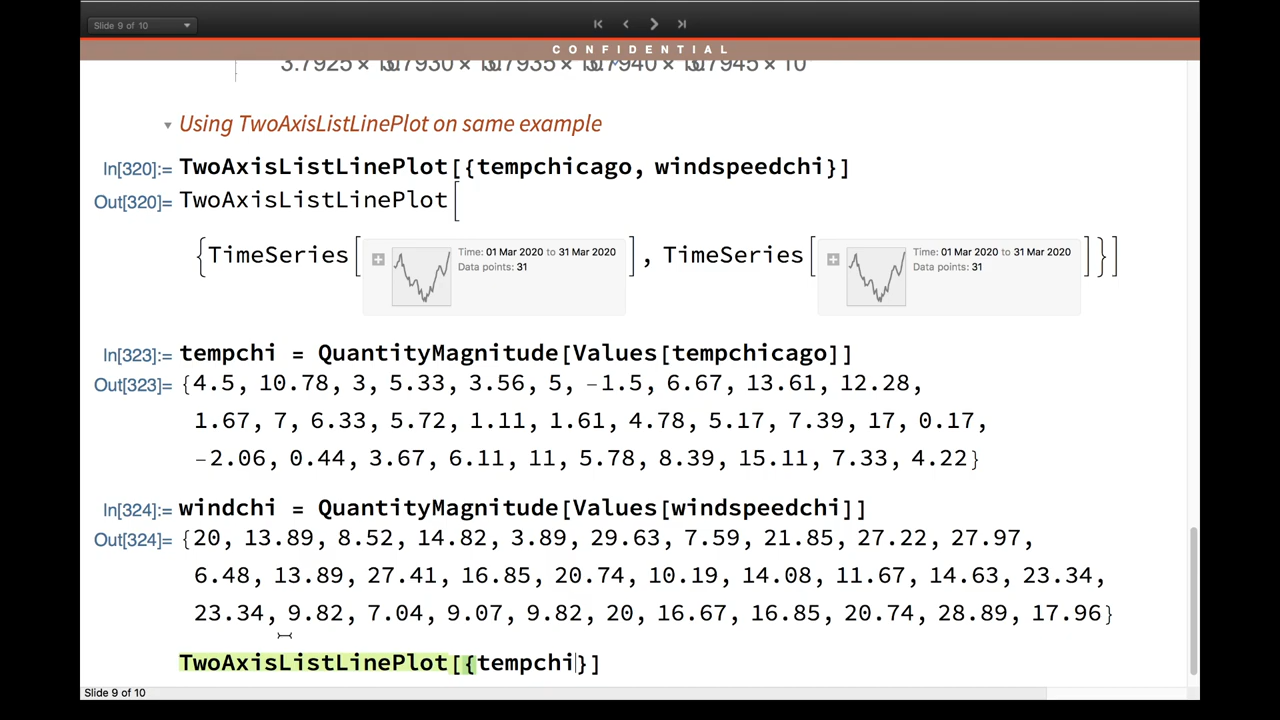 Slide 9 of 10
CONFIDENTIAL
Using TwoAxisListLinePlot on same example
In[320]:= TwoAxisListLinePlot[{tempchicago, windspeedchi}]
Out[320]= TwoAxisListLinePlot[
{TimeSeries[ Time: 01 Mar 2020 to 31 Mar 2020 Data points: 31 ], TimeSeries[ Time: 01 Mar 2020 to 31 Mar 2020 Data points: 31 ]}]
In[323]:= tempchi = QuantityMagnitude[Values[tempchicago]]
Out[323]= {4.5, 10.78, 3, 5.33, 3.56, 5, -1.5, 6.67, 13.61, 12.28,
1.67, 7, 6.33, 5.72, 1.11, 1.61, 4.78, 5.17, 7.39, 17, 0.17,
-2.06, 0.44, 3.67, 6.11, 11, 5.78, 8.39, 15.11, 7.33, 4.22}
In[324]:= windchi = QuantityMagnitude[Values[windspeedchi]]
Out[324]= {20, 13.89, 8.52, 14.82, 3.89, 29.63, 7.59, 21.85, 27.22, 27.97,
6.48, 13.89, 27.41, 16.85, 20.74, 10.19, 14.08, 11.67, 14.63, 23.34,
23.34, 9.82, 7.04, 9.07, 9.82, 20, 16.67, 16.85, 20.74, 28.89, 17.96}
TwoAxisListLinePlot[{tempchi}]
Slide 9 of 10